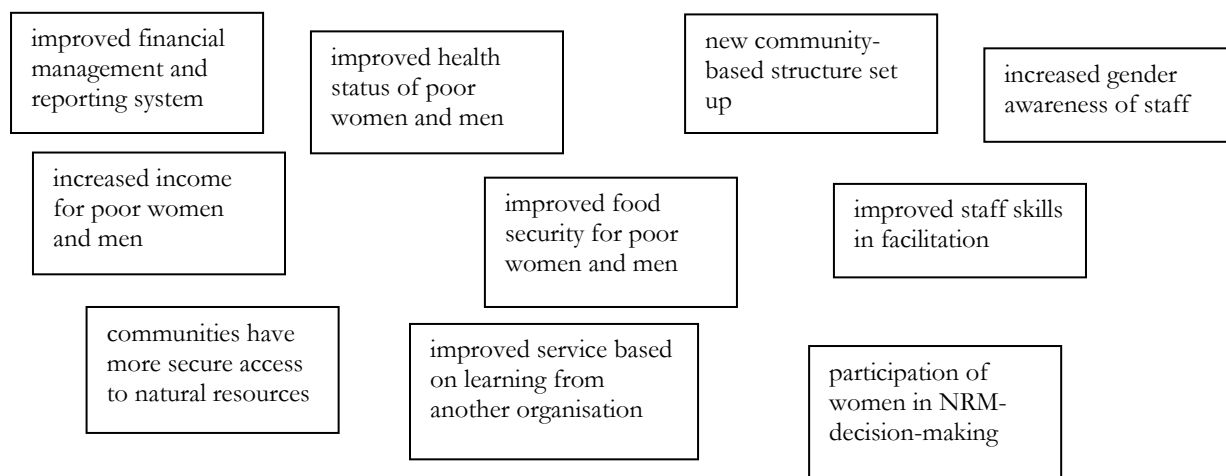 improved financial
management and
reporting system
improved health
status of poor
women and men
new community-
based structure set
up
increased gender
awareness of staff
increased income
for poor women
and men
improved food
security for poor
women and men
improved staff skills
in facilitation
communities have
more secure access
to natural resources
improved service based
on learning from
another organisation
participation of
women in NRM-
decision-making